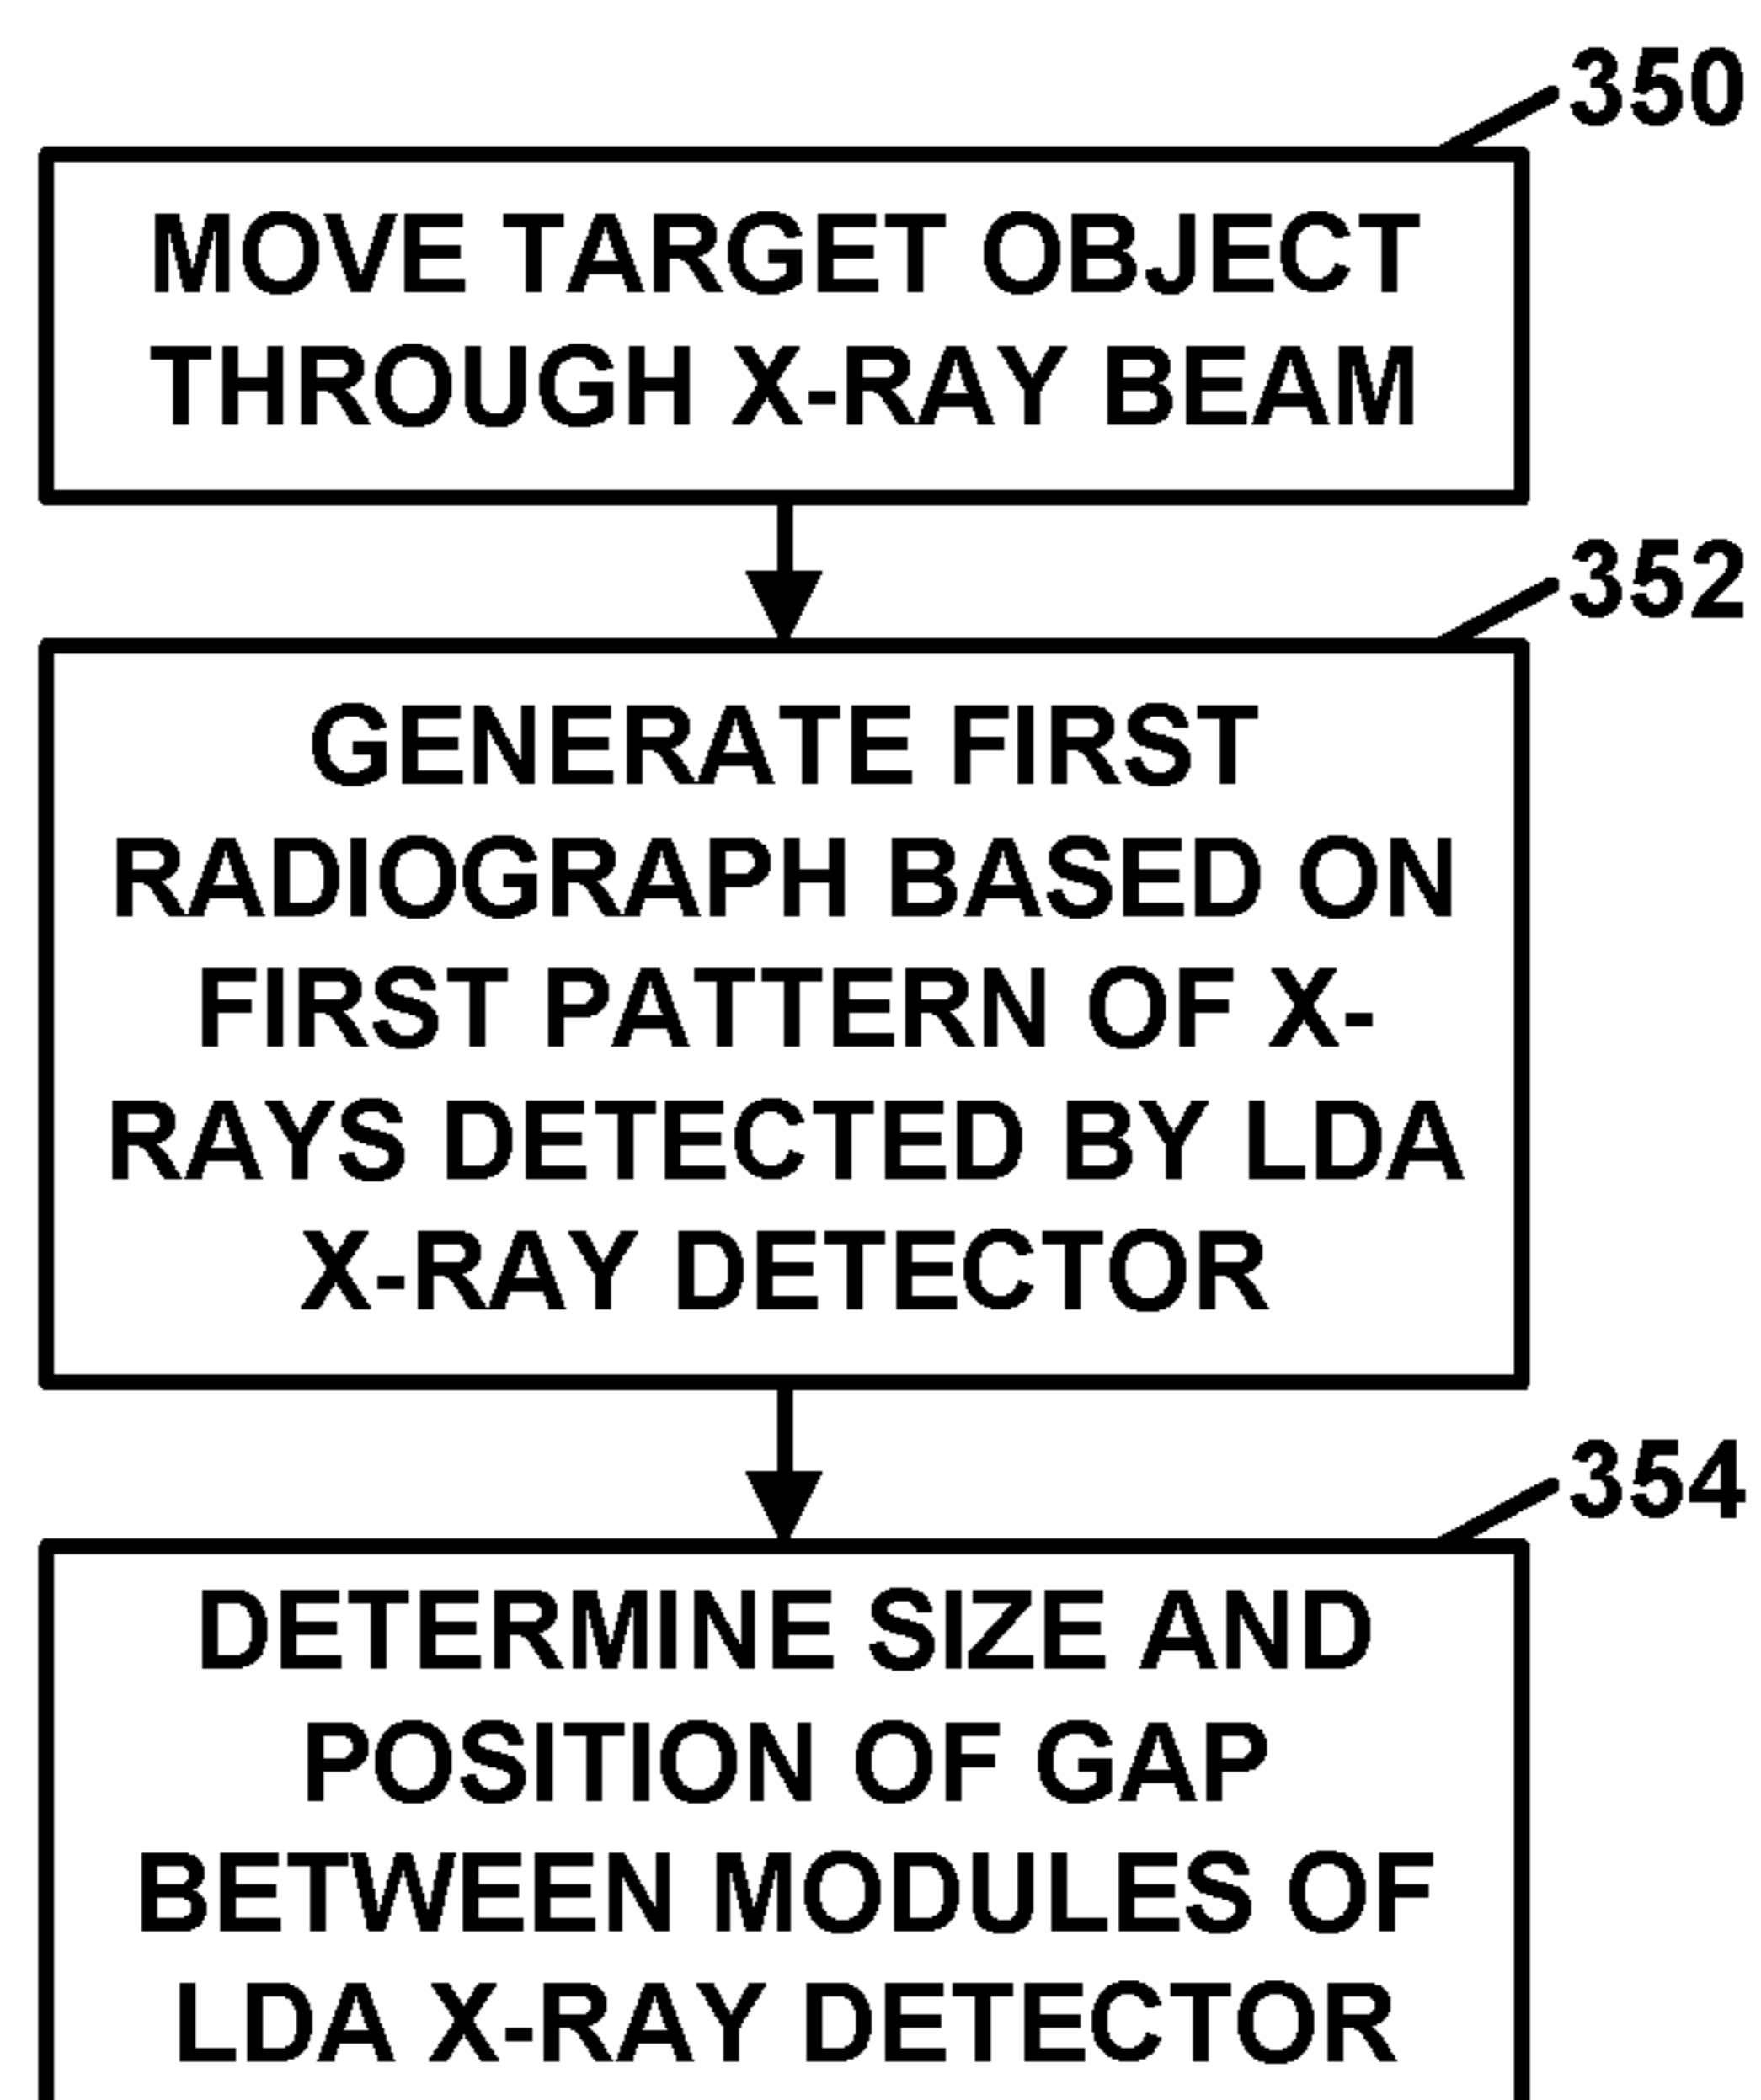 350
MOVE TARGET OBJECT
THROUGH X-RAY BEAM
352
GENERATE FIRST
RADIOGRAPH BASED ON
FIRST PATTERN OF X-
RAYS DETECTED BY LDA
X-RAY DETECTOR
354
DETERMINE SIZE AND
POSITION OF GAP
BETWEEN MODULES OF
LDA X-RAY DETECTOR